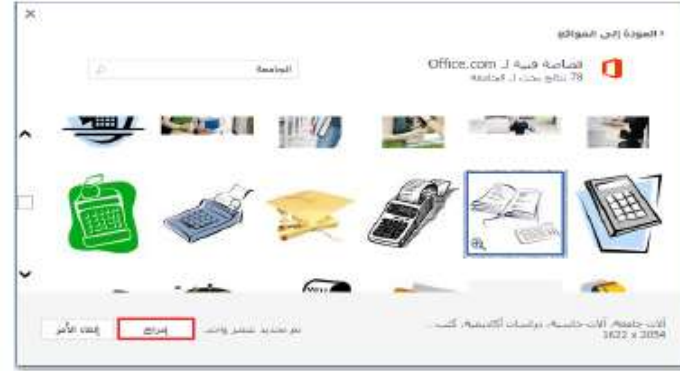 العودة إلى المواقع
قصاصة فنية لـ Office.com
78 نتائج بحث لـ الجامعة
الجامعة
آلات جامعة، آلات حاسبة، دراسات أكاديمية، كتب...
1622 x 2054
تم تحديد عنصر واحد.
إدراج
إلغاء الأمر